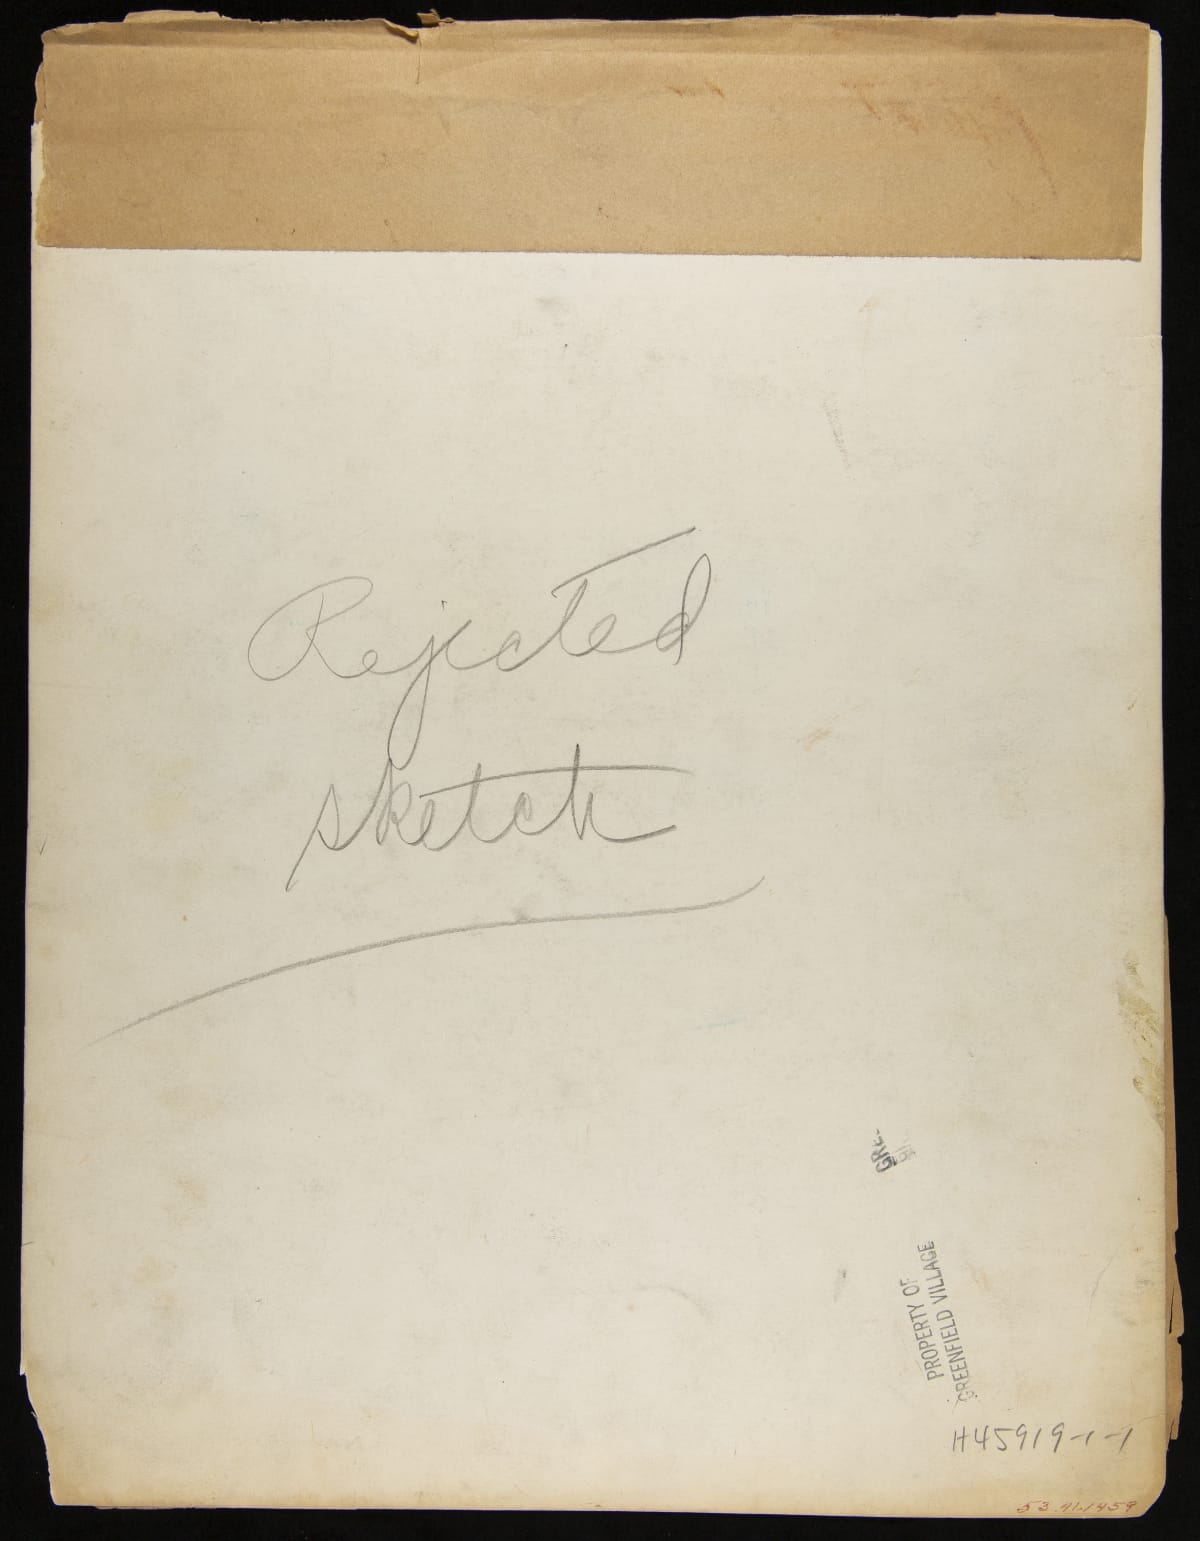 Rejected
sketch
GRE
PROPERTY OF
GREENFIELD VILLAGE
H45919-1-1
53.41.1459